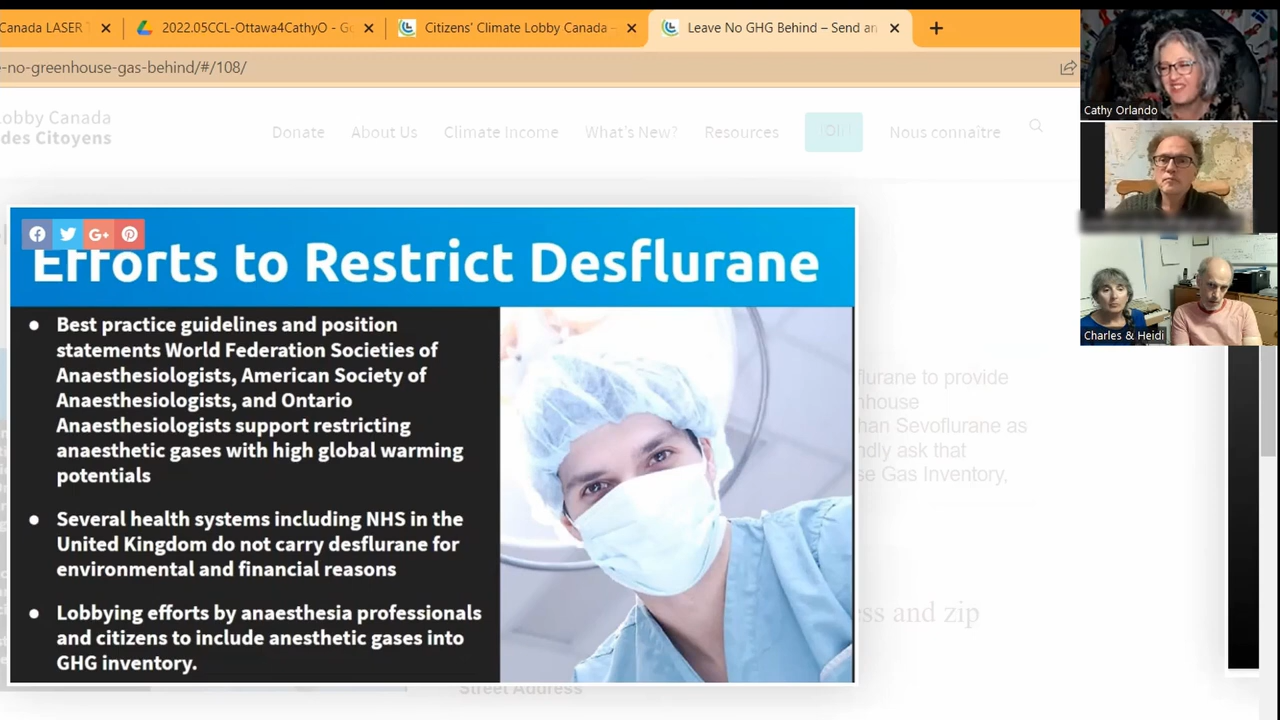 Canada LASER T
2022.05CCL-Ottawa4CathyO - Ge
Citizens' Climate Lobby Canada -
Leave No GHG Behind – Send an
-no-greenhouse-gas-behind/#/108/
Lobby Canada
des Citoyens
Donate
About Us
Climate Income
What's New?
Resources
Nous connaître
Cathy Orlando
Charles & Heidi
Efforts to Restrict Desflurane
● Best practice guidelines and position
statements World Federation Societies of
Anaesthesiologists, American Society of
Anaesthesiologists, and Ontario
Anaesthesiologists support restricting
anaesthetic gases with high global warming
potentials
● Several health systems including NHS in the
United Kingdom do not carry desflurane for
environmental and financial reasons
● Lobbying efforts by anaesthesia professionals
and citizens to include anesthetic gases into
GHG inventory.
flurane to provide
nhouse
han Sevoflurane as
ndly ask that
se Gas Inventory,
ess and zip
Street Address